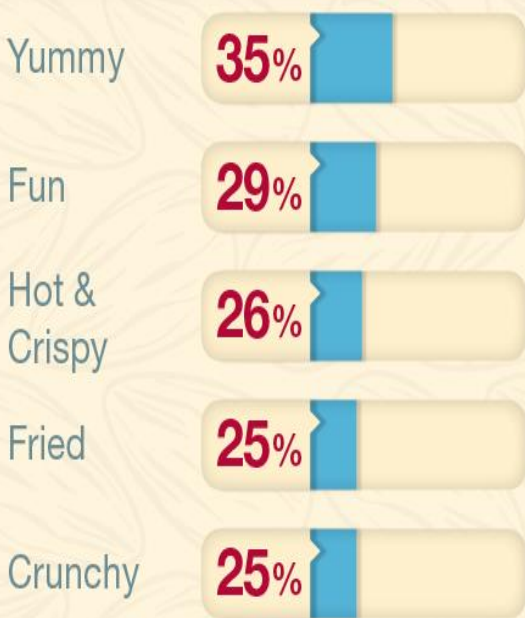 Yummy 35%
Fun 29%
Hot &
Crispy 26%
Fried 25%
Crunchy 25%